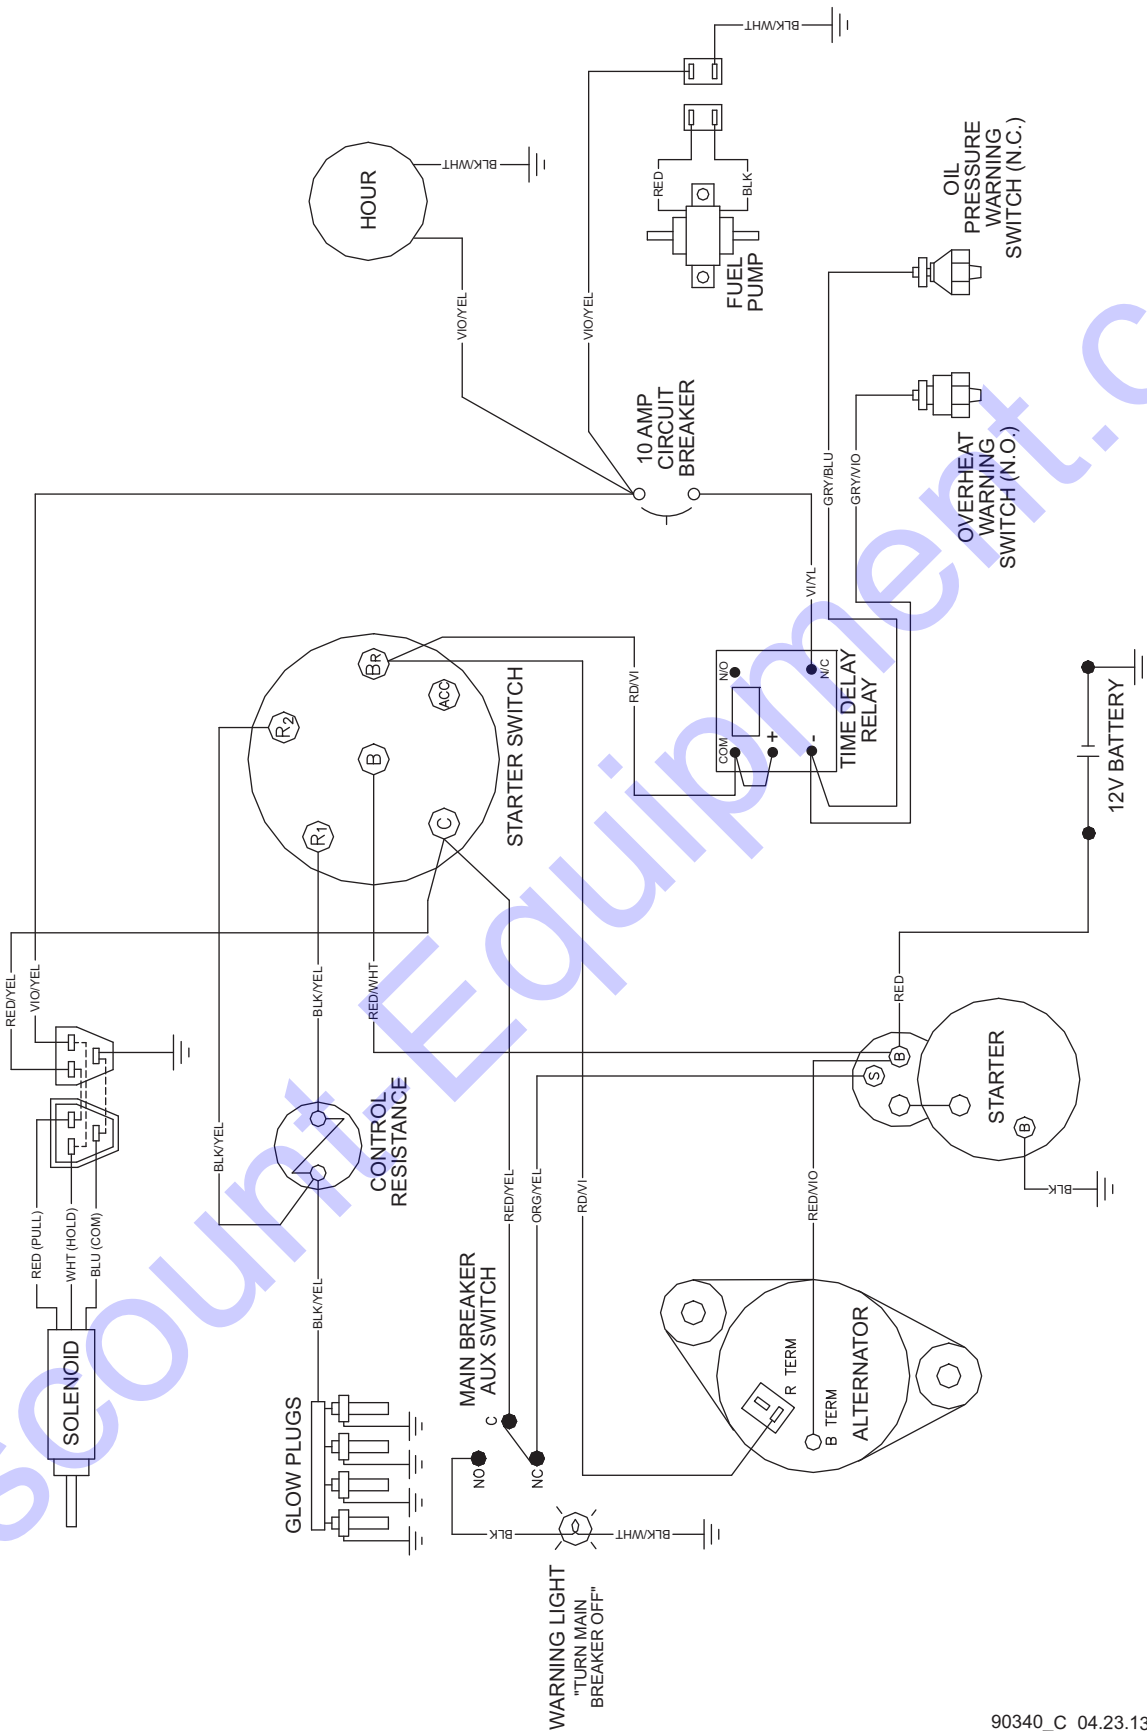 SOLENOID
RED (PULL)
WHT (HOLD)
BLU (COM)
RED/YEL
VIO/YEL
GLOW PLUGS
BLK/YEL
BLK/YEL
CONTROL
RESISTANCE
BLK/YEL
RED/WHT
R1
R2
B
BR
C
ACC
STARTER SWITCH
HOUR
BLK/WHT
VIO/YEL
VIO/YEL
BLK/WHT
RED
BLK
FUEL
PUMP
10 AMP
CIRCUIT
BREAKER
WARNING LIGHT
"TURN MAIN
BREAKER OFF"
BLK
BLK/WHT
MAIN BREAKER
AUX SWITCH
NO
C
NC
RED/YEL
ORG/YEL
RD/VI
RD/VI
VI/YL
COM
N/O
+
-
N/C
TIME DELAY
RELAY
GRY/BLU
GRY/VIO
OIL
PRESSURE
WARNING
SWITCH (N.C.)
OVERHEAT
WARNING
SWITCH (N.O.)
R TERM
B TERM
ALTERNATOR
RED/VIO
S
B
RED
B
STARTER
BLK
12V BATTERY
90340_C 04.23.13
scount-Equipment.c